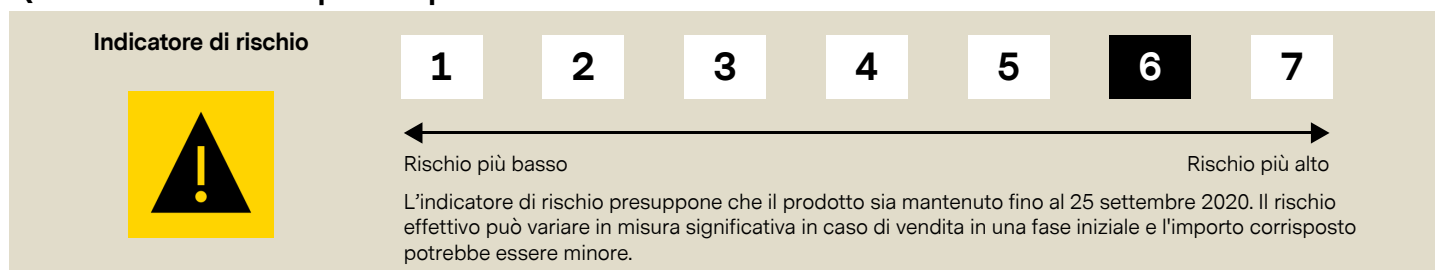 Indicatore di rischio
1 2 3 4 5 6 7
Rischio più basso Rischio più alto
L’indicatore di rischio presuppone che il prodotto sia mantenuto fino al 25 settembre 2020. Il rischio
effettivo può variare in misura significativa in caso di vendita in una fase iniziale e l'importo corrisposto
potrebbe essere minore.